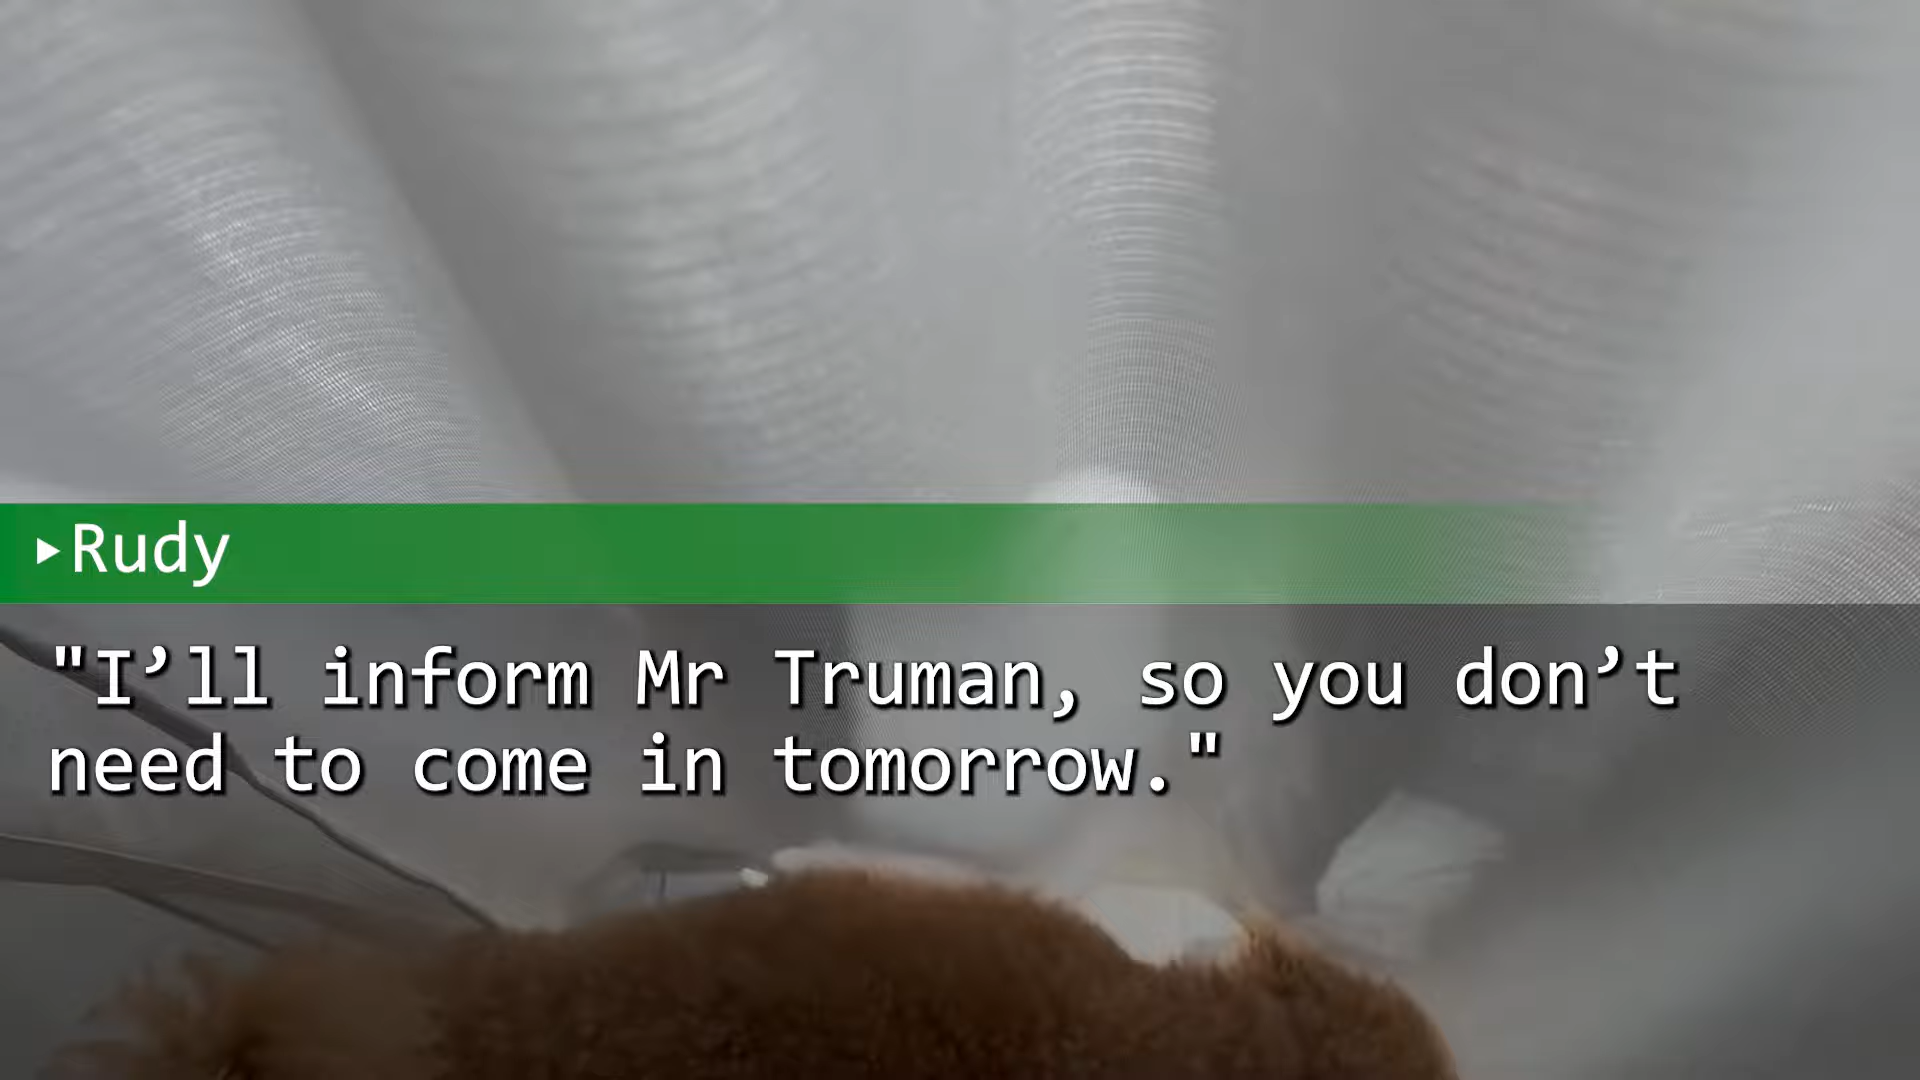 ▸Rudy
"I’ll inform Mr Truman, so you don’t
need to come in tomorrow."